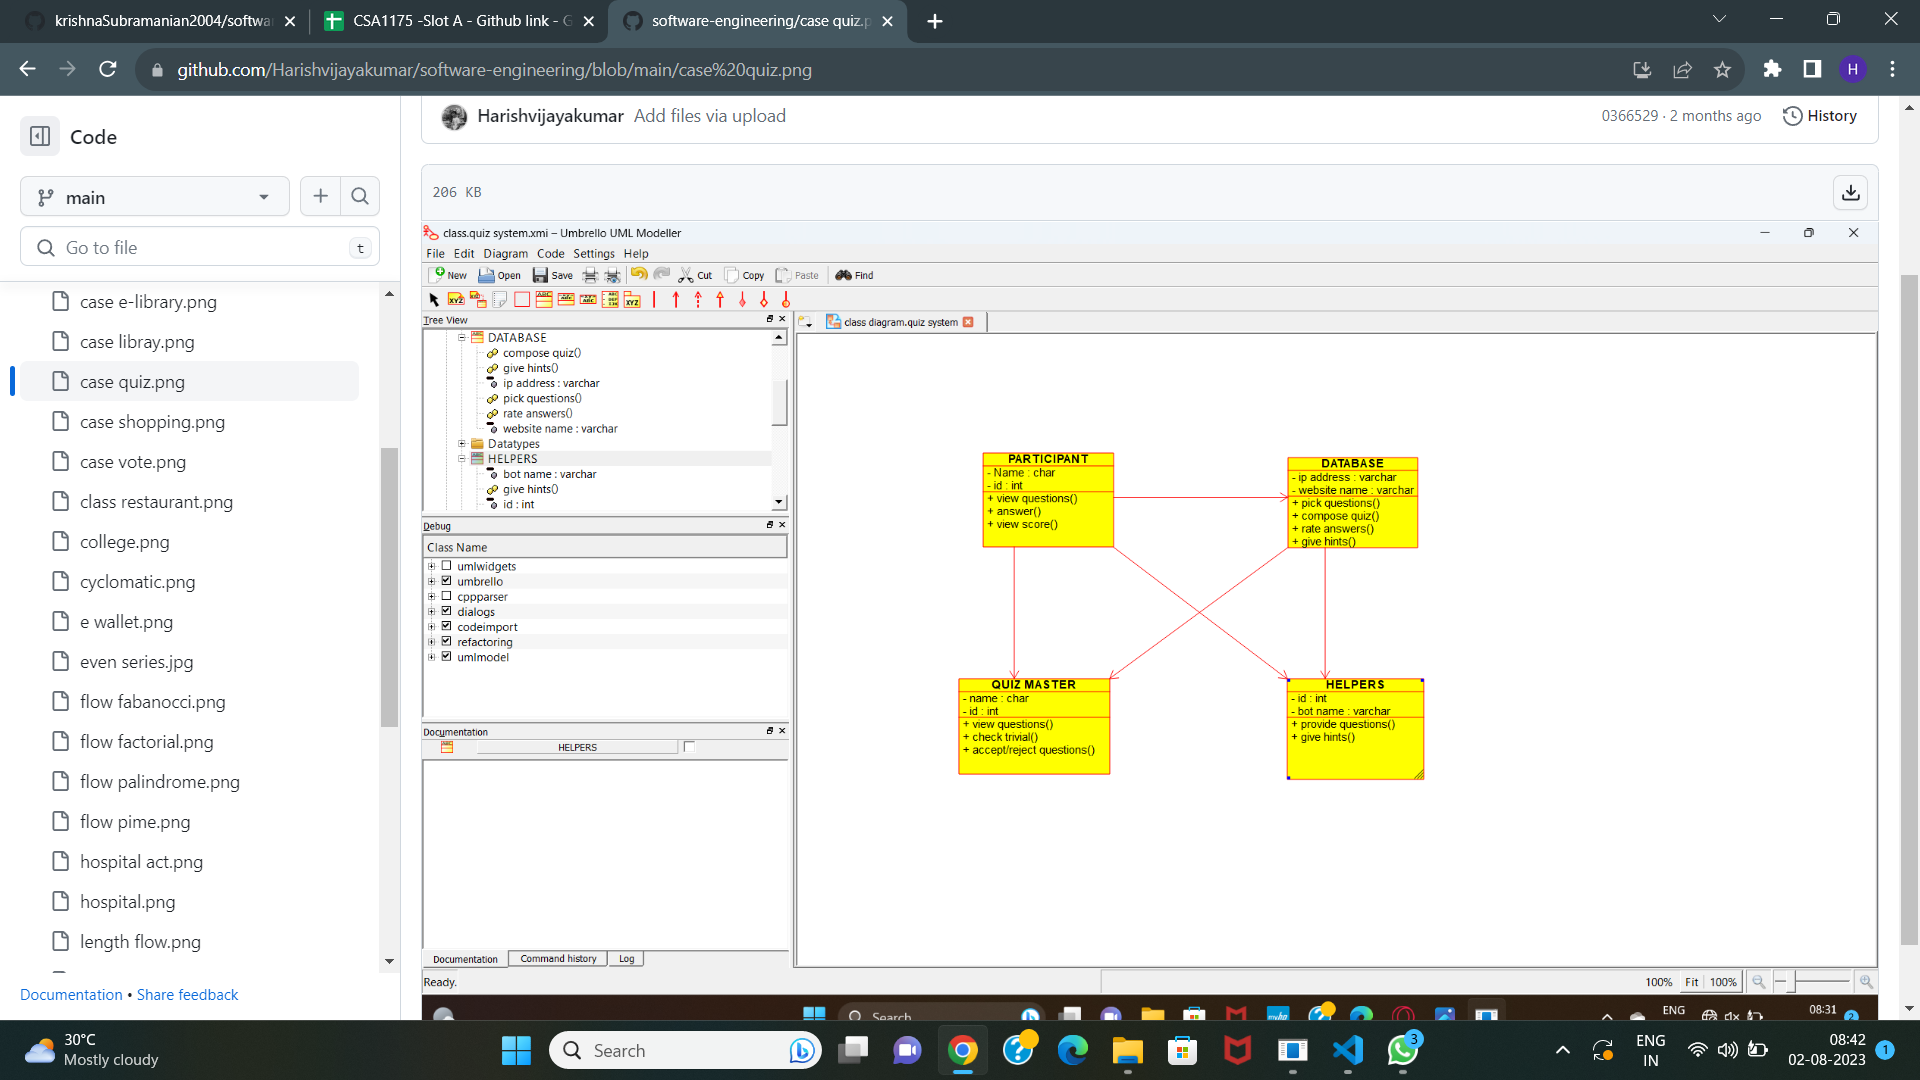 krishnaSubramanian2004/softwa
CSA1175 -Slot A - Github link - G
software-engineering/case quiz.p
github.com/Harishvijayakumar/software-engineering/blob/main/case%20quiz.png
H
Code
main
Go to file
t
case e-library.png
case libray.png
case quiz.png
case shopping.png
case vote.png
class restaurant.png
college.png
cyclomatic.png
e wallet.png
even series.jpg
flow fabanocci.png
flow factorial.png
flow palindrome.png
flow pime.png
hospital act.png
hospital.png
length flow.png
Documentation • Share feedback
Harishvijayakumar Add files via upload
0366529 · 2 months ago
History
206 KB
class.quiz system.xmi – Umbrello UML Modeller
File Edit Diagram Code Settings Help
New Open Save Cut Copy Paste Find
Tree View
DATABASE
compose quiz()
give hints()
ip address : varchar
pick questions()
rate answers()
website name : varchar
Datatypes
HELPERS
bot name : varchar
give hints()
id : int
Debug
Class Name
umlwidgets
umbrello
cppparser
dialogs
codeimport
refactoring
umlmodel
Documentation
HELPERS
Documentation Command history Log
Ready.
class diagram.quiz system
PARTICIPANT
- Name : char
- id : int
+ view questions()
+ answer()
+ view score()
DATABASE
- ip address : varchar
- website name : varchar
+ pick questions()
+ compose quiz()
+ rate answers()
+ give hints()
QUIZ MASTER
- name : char
- id : int
+ view questions()
+ check trivial()
+ accept/reject questions()
HELPERS
- id : int
- bot name : varchar
+ provide questions()
+ give hints()
100% Fit 100%
Search
ENG
08:31
2
30°C
Mostly cloudy
Search
3
ENG
IN
08:42
02-08-2023
1